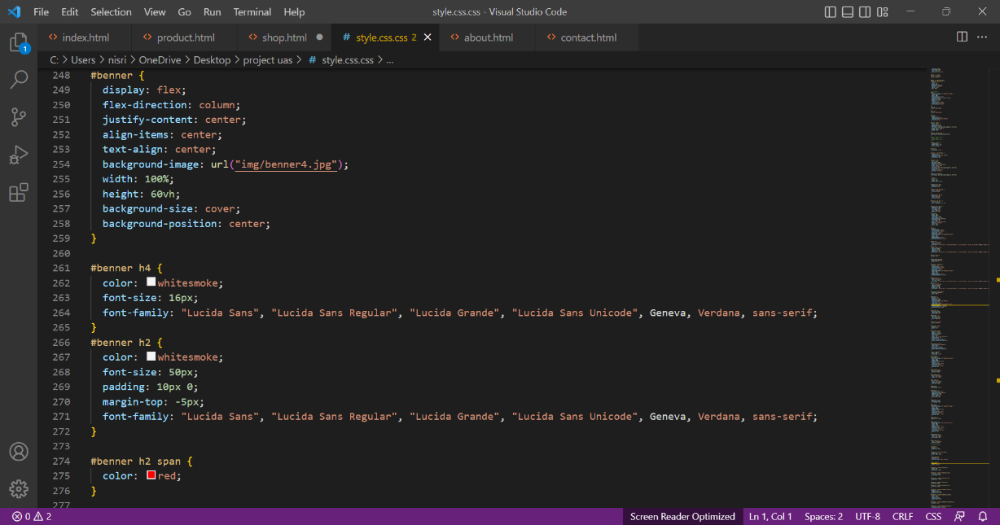 File Edit Selection View Go Run Terminal Help style.css.css - Visual Studio Code
index.html product.html shop.html style.css.css 2 about.html contact.html
1
C: > Users > nisri > OneDrive > Desktop > project uas > # style.css.css > ...
248 #benner {
249 display: flex;
250 flex-direction: column;
251 justify-content: center;
252 align-items: center;
253 text-align: center;
254 background-image: url("img/benner4.jpg");
255 width: 100%;
256 height: 60vh;
257 background-size: cover;
258 background-position: center;
259 }
260
261 #benner h4 {
262 color: whitesmoke;
263 font-size: 16px;
264 font-family: "Lucida Sans", "Lucida Sans Regular", "Lucida Grande", "Lucida Sans Unicode", Geneva, Verdana, sans-serif;
265 }
266 #benner h2 {
267 color: whitesmoke;
268 font-size: 50px;
269 padding: 10px 0;
270 margin-top: -5px;
271 font-family: "Lucida Sans", "Lucida Sans Regular", "Lucida Grande", "Lucida Sans Unicode", Geneva, Verdana, sans-serif;
272 }
273
274 #benner h2 span {
275 color: red;
276 }
277
0 2 Screen Reader Optimized Ln 1, Col 1 Spaces: 2 UTF-8 CRLF CSS